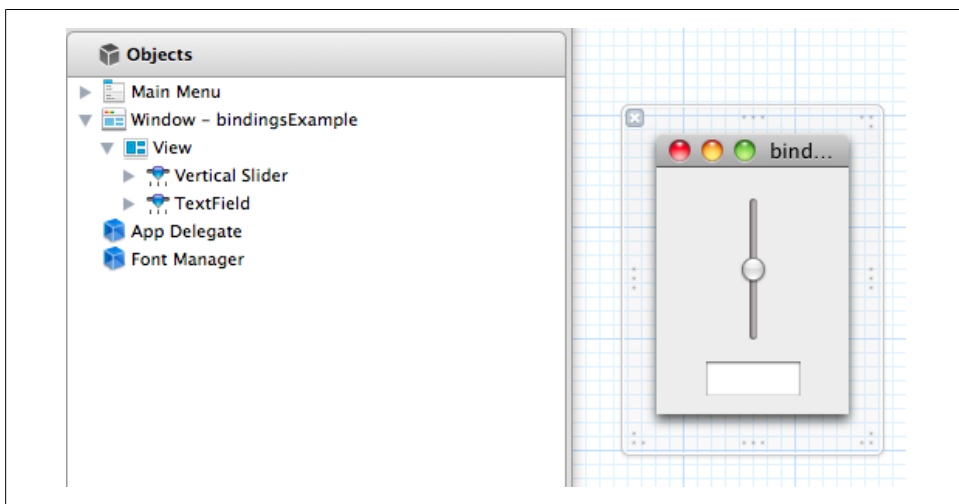 Objects
Main Menu
Window – bindingsExample
View
Vertical Slider
TextField
App Delegate
Font Manager
bind...